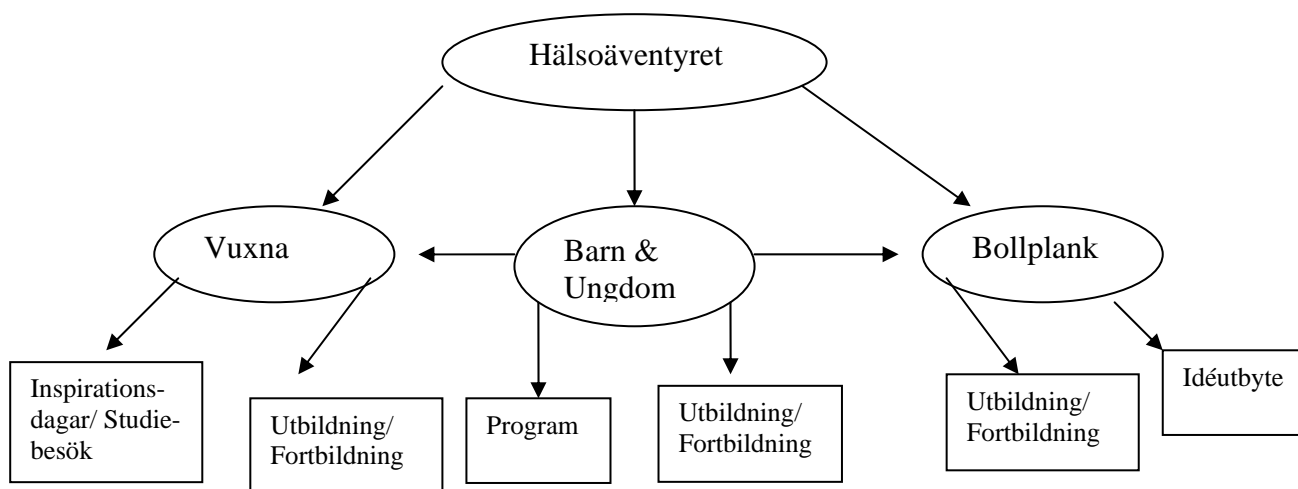 Hälsoäventyret
Vuxna
Barn &
Ungdom
Bollplank
Inspirations-
dagar/ Studie-
besök
Utbildning/
Fortbildning
Program
Utbildning/
Fortbildning
Utbildning/
Fortbildning
Idéutbyte